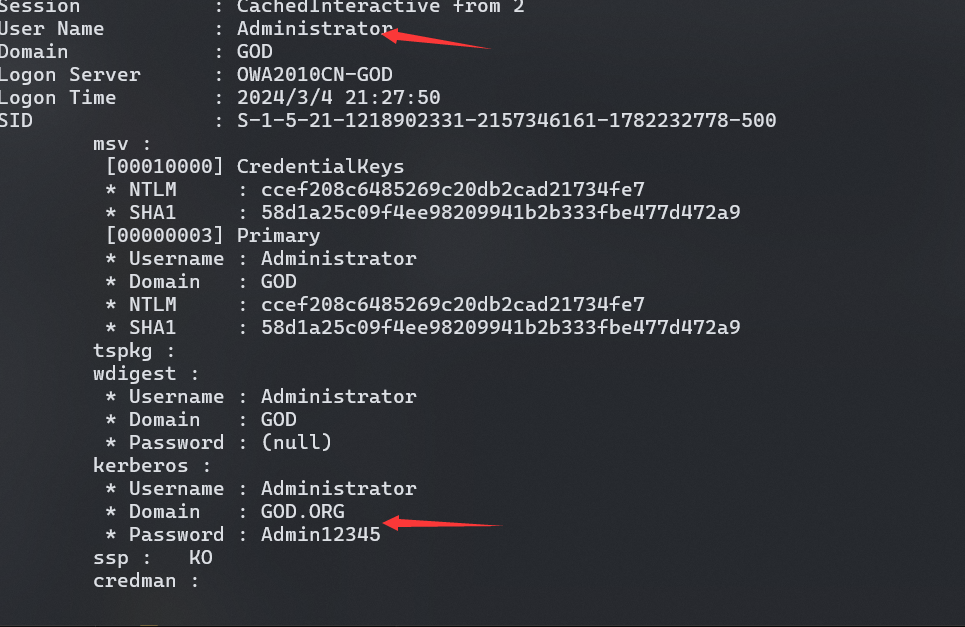 Session           : CachedInteractive from 2
User Name         : Administrator
Domain            : GOD
Logon Server      : OWA2010CN-GOD
Logon Time        : 2024/3/4 21:27:50
SID               : S-1-5-21-1218902331-2157346161-1782232778-500
        msv :
         [00010000] CredentialKeys
         * NTLM     : ccef208c6485269c20db2cad21734fe7
         * SHA1     : 58d1a25c09f4ee98209941b2b333fbe477d472a9
         [00000003] Primary
         * Username : Administrator
         * Domain   : GOD
         * NTLM     : ccef208c6485269c20db2cad21734fe7
         * SHA1     : 58d1a25c09f4ee98209941b2b333fbe477d472a9
        tspkg :
        wdigest :
         * Username : Administrator
         * Domain   : GOD
         * Password : (null)
        kerberos :
         * Username : Administrator
         * Domain   : GOD.ORG
         * Password : Admin12345
        ssp :   KO
        credman :